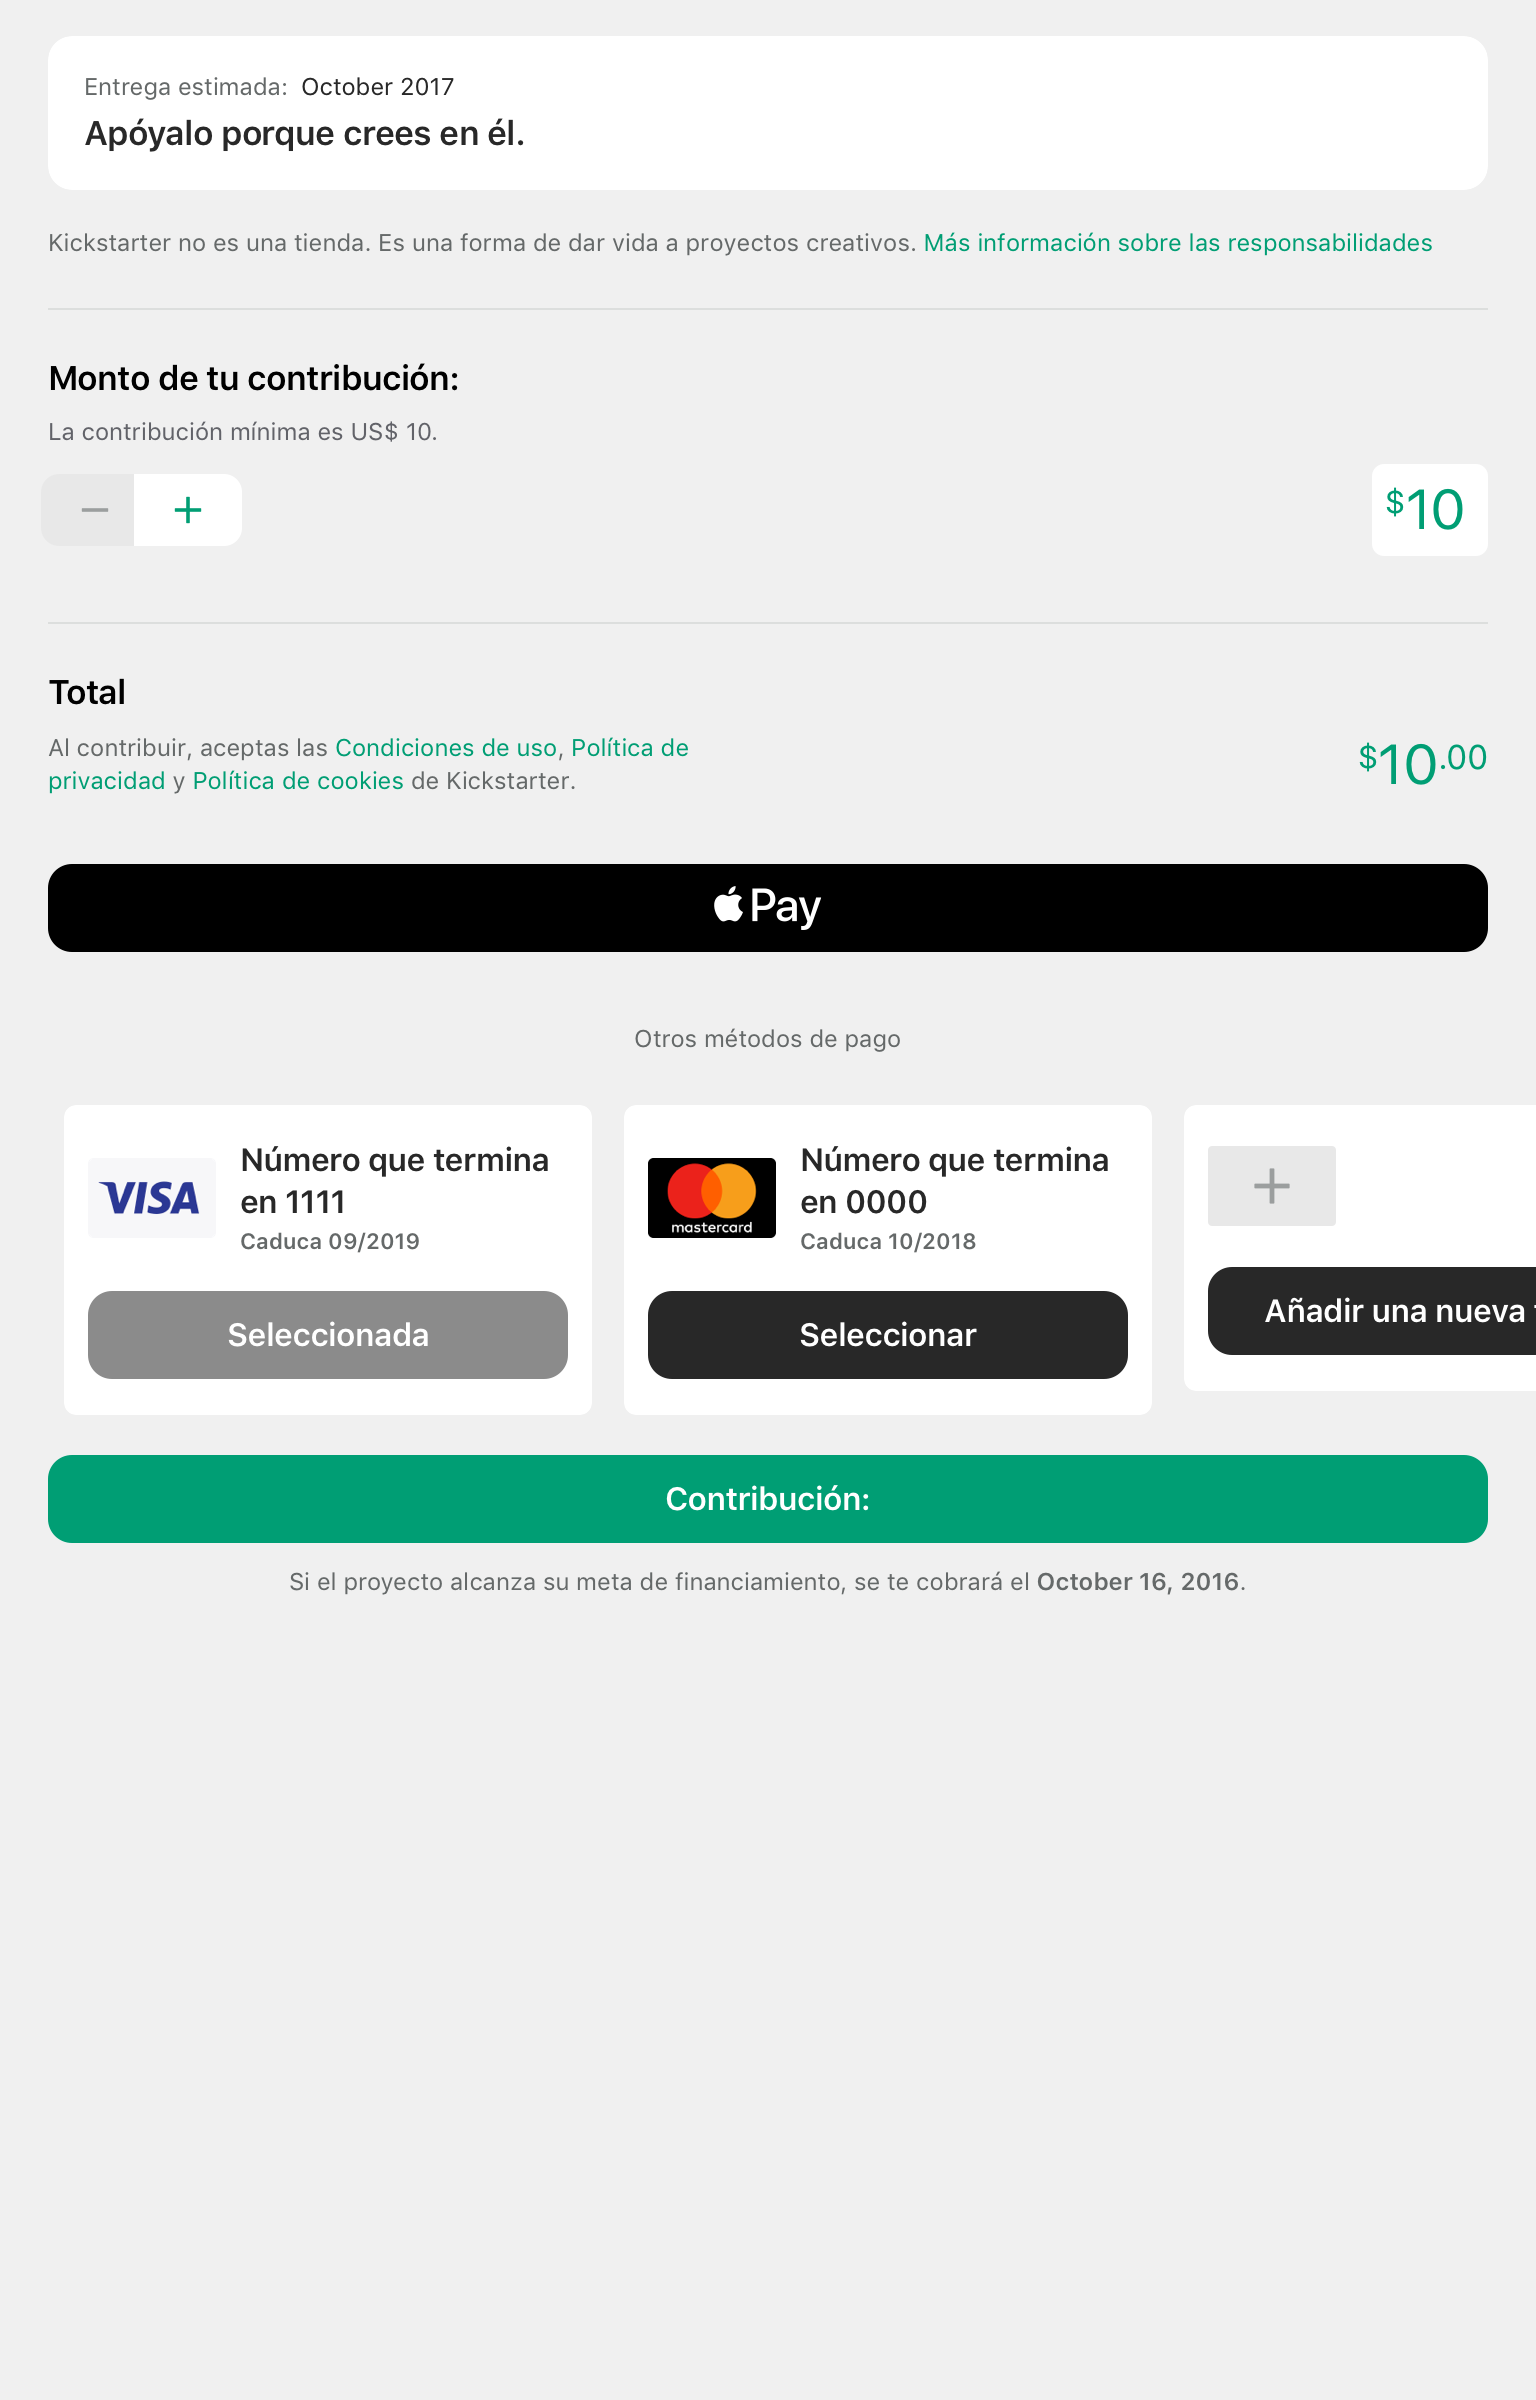 Entrega estimada: October 2017
Apóyalo porque crees en él.
Kickstarter no es una tienda. Es una forma de dar vida a proyectos creativos. Más información sobre las responsabilidades
Monto de tu contribución:
La contribución mínima es US$ 10.
$10
Total
Al contribuir, aceptas las Condiciones de uso, Política de
privacidad y Política de cookies de Kickstarter.
$10.00
Pay
Otros métodos de pago
VISA
Número que termina
en 1111
Caduca 09/2019
Seleccionada
mastercard
Número que termina
en 0000
Caduca 10/2018
Seleccionar
Añadir una nueva
Contribución:
Si el proyecto alcanza su meta de financiamiento, se te cobrará el October 16, 2016.